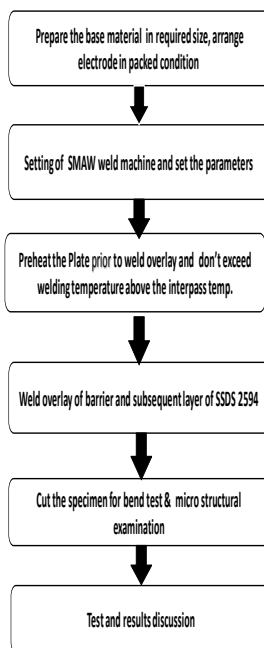 Prepare the base material in required size, arrange
electrode in packed condition
Setting of SMAW weld machine and set the parameters
Preheat the Plate prior to weld overlay and don't exceed
welding temperature above the interpass temp.
Weld overlay of barrier and subsequent layer of SSDS 2594
Cut the specimen for bend test & micro structural
examination
Test and results discussion